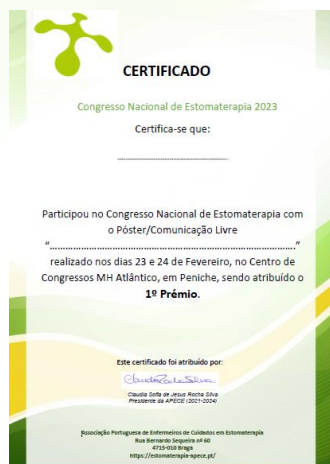 CERTIFICADO
Congresso Nacional de Estomaterapia 2023
Certifica-se que:
Participou no Congresso Nacional de Estomaterapia com
o Póster/Comunicação Livre
"................................................................................"
realizado nos dias 23 e 24 de Fevereiro, no Centro de
Congressos MH Atlântico, em Peniche, sendo atribuído o
1º Prémio.
Este certificado foi atribuído por:
Claudia Sofia de Jesus Rocha Silva
Presidente da APECE (2021-2024)
Associação Portuguesa de Enfermeiros de Cuidados em Estomaterapia
Rua Bernardo Sequeira nº 60
4715-010 Braga
https://estomaterapia-apece.pt/